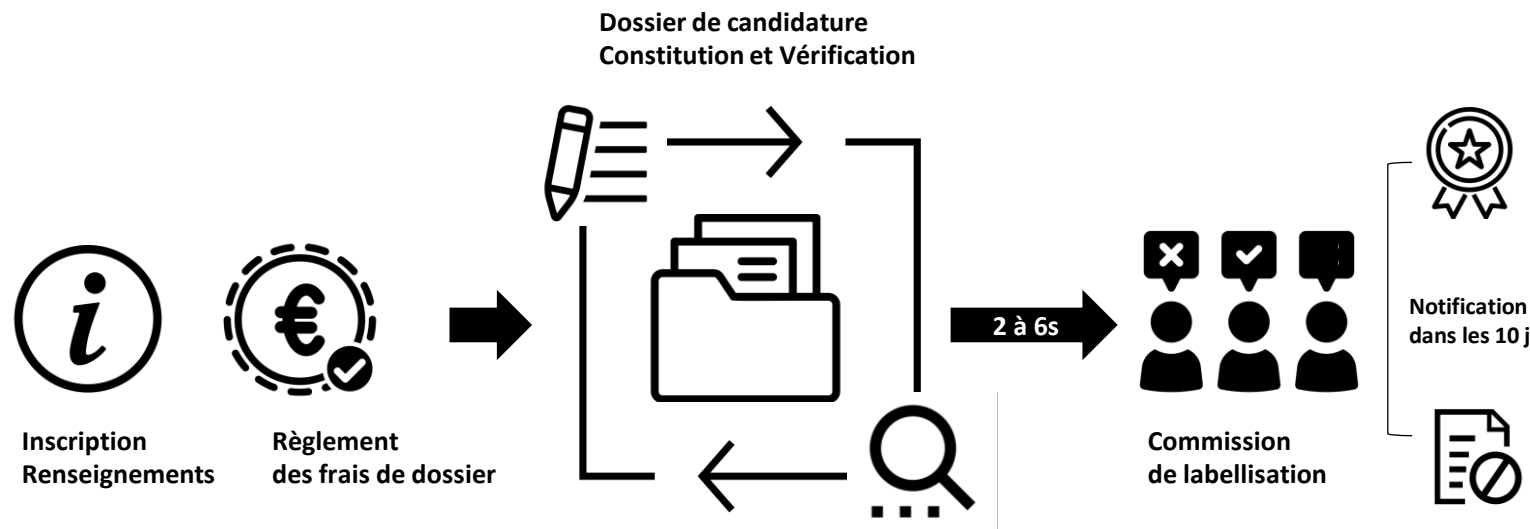 Dossier de candidature
Constitution et Vérification
Inscription
Renseignements
Règlement
des frais de dossier
2 à 6s
Commission
de labellisation
Notification
dans les 10 j